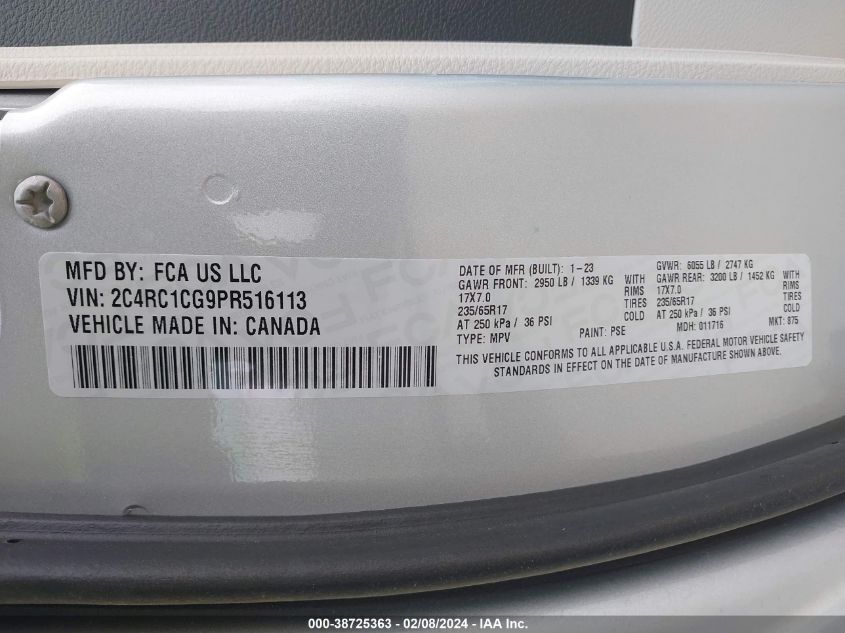 MFD BY: FCA US LLC
VIN: 2C4RC1CG9PR516113
VEHICLE MADE IN: CANADA
DATE OF MFR (BUILT): 1-23
GAWR FRONT: 2950 LB / 1339 KG WITH
17X7.0 RIMS
235/65R17 TIRES
AT 250 kPa / 36 PSI COLD
TYPE: MPV PAINT: PSE
GVWR: 6055 LB / 2747 KG
GAWR REAR: 3200 LB / 1452 KG WITH
17X7.0 RIMS
235/65R17 TIRES
AT 250 kPa / 36 PSI COLD
MDH: 011716 MKT: 875
THIS VEHICLE CONFORMS TO ALL APPLICABLE U.S.A. FEDERAL MOTOR VEHICLE SAFETY
STANDARDS IN EFFECT ON THE DATE OF MANUFACTURE SHOWN ABOVE.
000-38725363 - 02/08/2024 - IAA Inc.